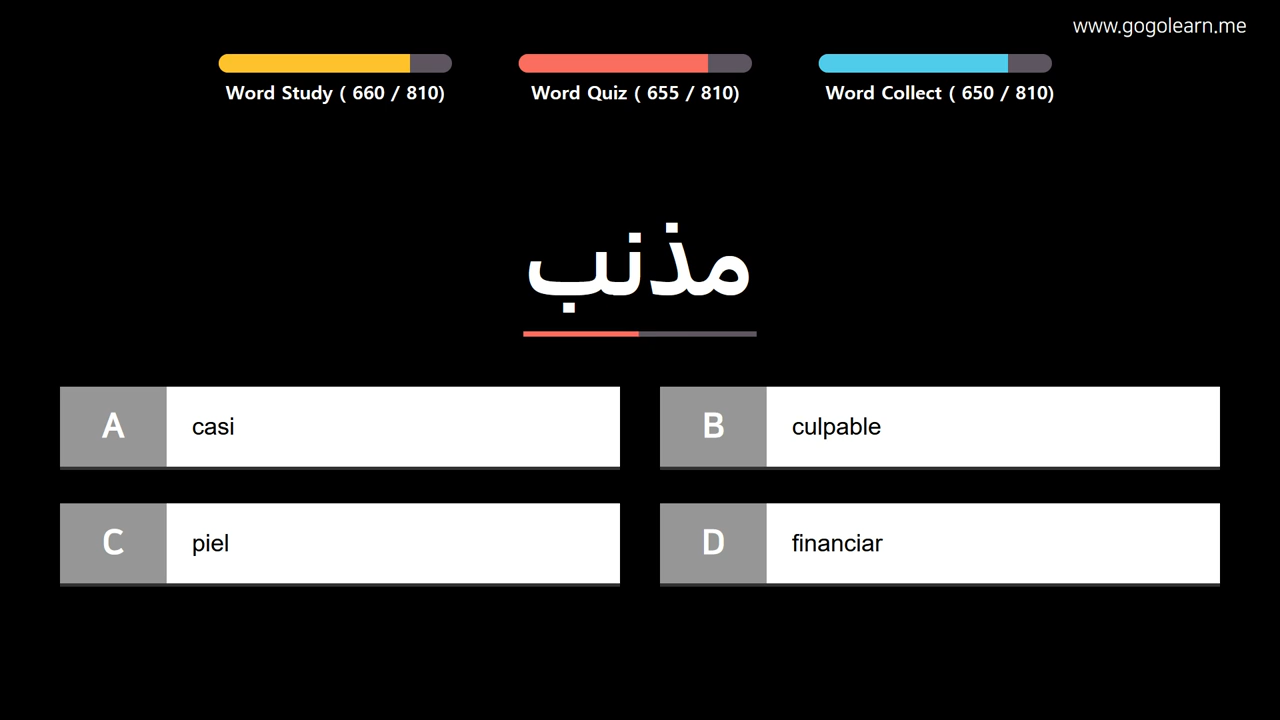 www.gogolearn.me
Word Study ( 660 / 810)
Word Quiz ( 655 / 810)
Word Collect ( 650 / 810)
مذنب
A casi
B culpable
C piel
D financiar